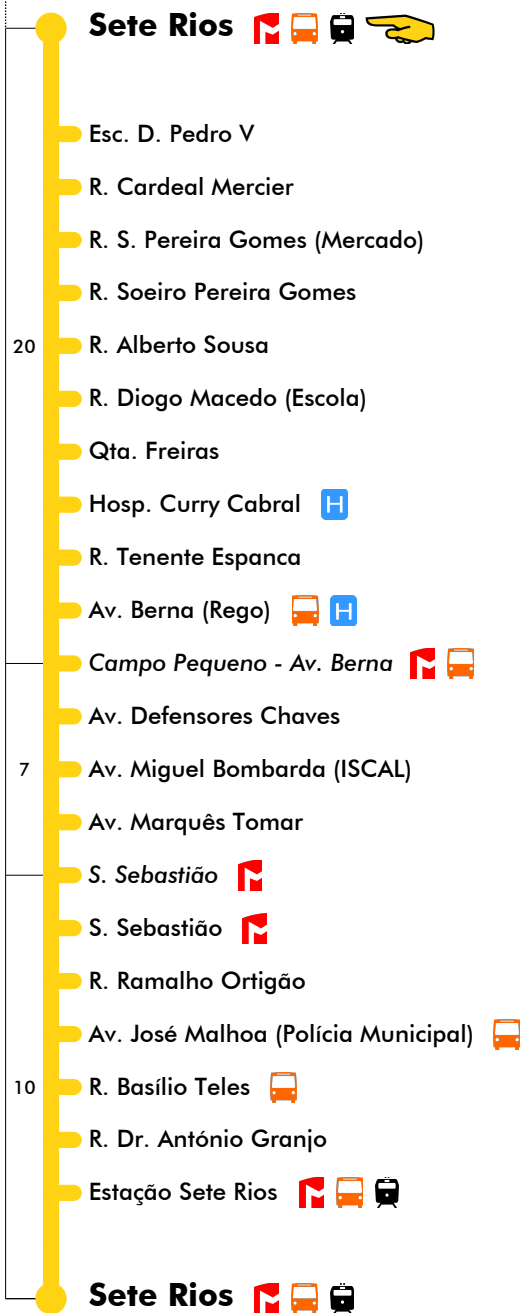 Sete Rios
Esc. D. Pedro V
R. Cardeal Mercier
R. S. Pereira Gomes (Mercado)
R. Soeiro Pereira Gomes
20 R. Alberto Sousa
R. Diogo Macedo (Escola)
Qta. Freiras
Hosp. Curry Cabral H
R. Tenente Espanca
Av. Berna (Rego) H
Campo Pequeno - Av. Berna
Av. Defensores Chaves
7 Av. Miguel Bombarda (ISCAL)
Av. Marquês Tomar
S. Sebastião
S. Sebastião
R. Ramalho Ortigão
Av. José Malhoa (Polícia Municipal)
10 R. Basílio Teles
R. Dr. António Granjo
Estação Sete Rios
Sete Rios